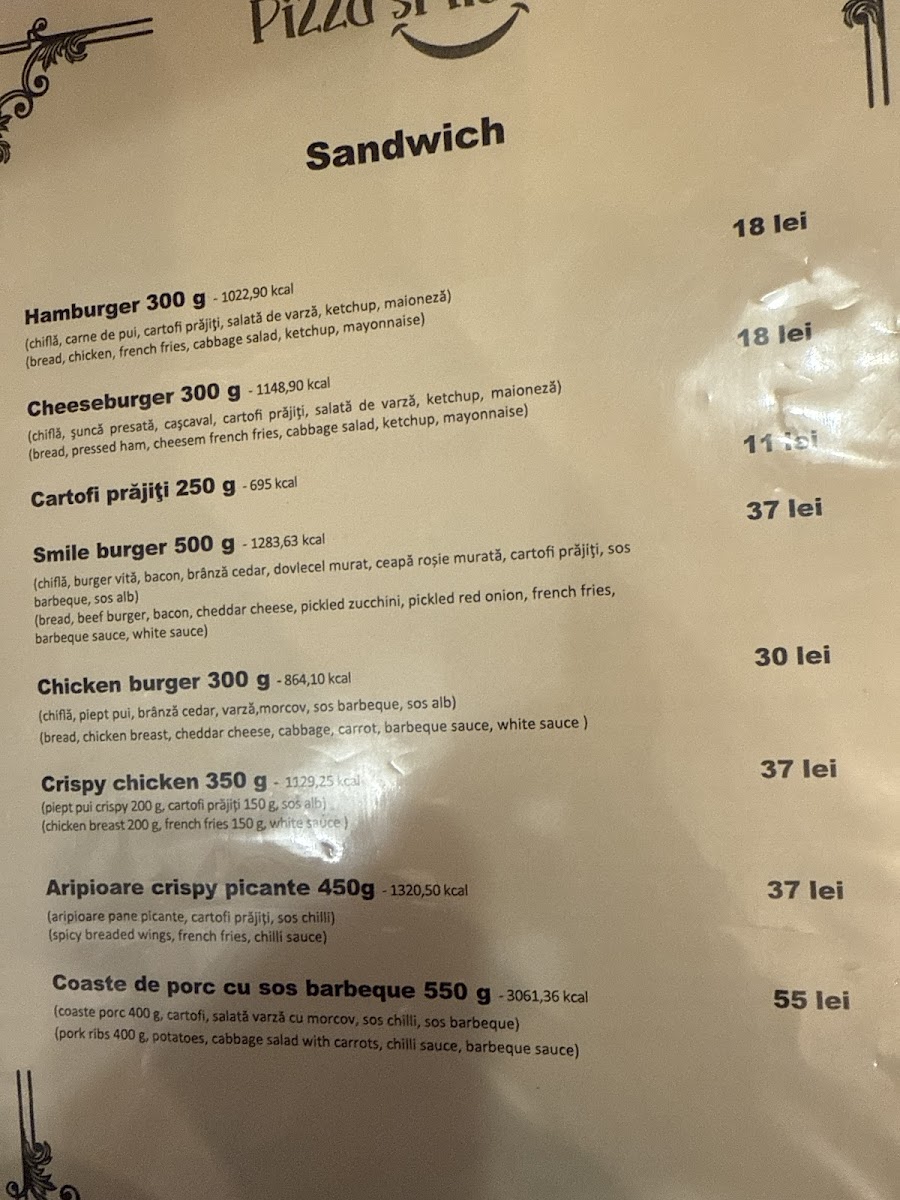 Pizza și
Sandwich
Hamburger 300 g - 1022,90 kcal 18 lei
(chiflă, carne de pui, cartofi prăjiți, salată de varză, ketchup, maioneză)
(bread, chicken, french fries, cabbage salad, ketchup, mayonnaise)
Cheeseburger 300 g - 1148,90 kcal 18 lei
(chiflă, șuncă presată, cașcaval, cartofi prăjiți, salată de varză, ketchup, maioneză)
(bread, pressed ham, cheesem french fries, cabbage salad, ketchup, mayonnaise)
Cartofi prăjiţi 250 g - 695 kcal 11 lei
Smile burger 500 g - 1283,63 kcal 37 lei
(chiflă, burger vită, bacon, brânză cedar, dovlecel murat, ceapă roșie murată, cartofi prăjiți, sos
barbeque, sos alb)
(bread, beef burger, bacon, cheddar cheese, pickled zucchini, pickled red onion, french fries,
barbeque sauce, white sauce)
Chicken burger 300 g - 864,10 kcal 30 lei
(chiflă, piept pui, brânză cedar, varză,morcov, sos barbeque, sos alb)
(bread, chicken breast, cheddar cheese, cabbage, carrot, barbeque sauce, white sauce )
Crispy chicken 350 g - 1129,25 kcal 37 lei
(piept pui crispy 200 g, cartofi prăjiți 150 g, sos alb)
(chicken breast 200 g, french fries 150 g, white sauce )
Aripioare crispy picante 450g - 1320,50 kcal 37 lei
(aripioare pane picante, cartofi prăjiți, sos chilli)
(spicy breaded wings, french fries, chilli sauce)
Coaste de porc cu sos barbeque 550 g - 3061,36 kcal 55 lei
(coaste porc 400 g, cartofi, salată varză cu morcov, sos chilli, sos barbeque)
(pork ribs 400 g, potatoes, cabbage salad with carrots, chilli sauce, barbeque sauce)